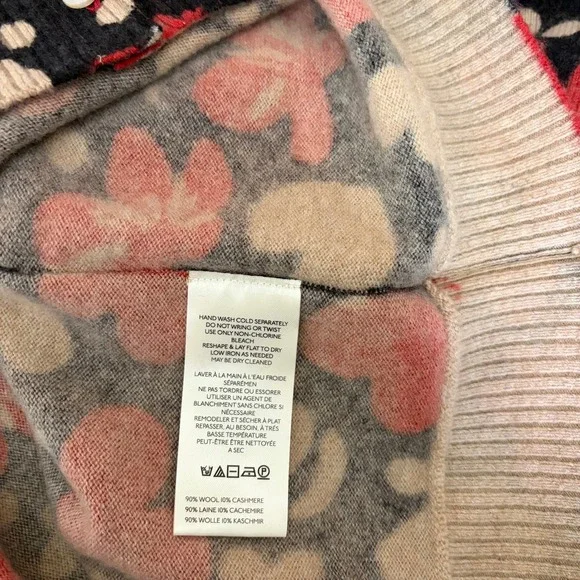 HAND WASH COLD SEPARATELY
DO NOT WRING OR TWIST
USE ONLY NON-CHLORINE
BLEACH
RESHAPE & LAY FLAT TO DRY
LOW IRON AS NEEDED
MAY BE DRY CLEANED
LAVER À LA MAIN À L'EAU FROIDE
SÉPARÉMEN
NE PAS TORDRE OU ESSORER
UTILISER UN AGENT DE
BLANCHIMENT SANS CHLORE SI
NÉCESSAIRE
REMODELER ET SÉCHER À PLAT
REPASSER, AU BESOIN, À TRÉS
BASSE TEMPÉRATURE
PEUT-ÊTRE ÊTRE NETTOYÉ
A SEC
90% WOOL 10% CASHMERE
90% LAINE 10% CACHEMIRE
90% WOLLE 10% KASCHMIR